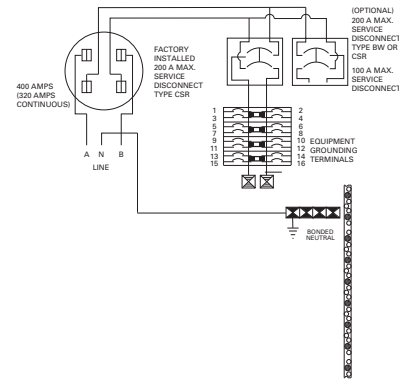 (OPTIONAL)
200 A MAX.
SERVICE
DISCONNECT
TYPE BW OR
CSR
100 A MAX.
SERVICE
DISCONNECT
FACTORY
INSTALLED
200 A MAX.
SERVICE
DISCONNECT
TYPE CSR
400 AMPS
(320 AMPS
CONTINUOUS)
A N B
LINE
1 2
3 4
5 6
7 8
9 10
11 12
13 14
15 16
EQUIPMENT
GROUNDING
TERMINALS
BONDED
NEUTRAL